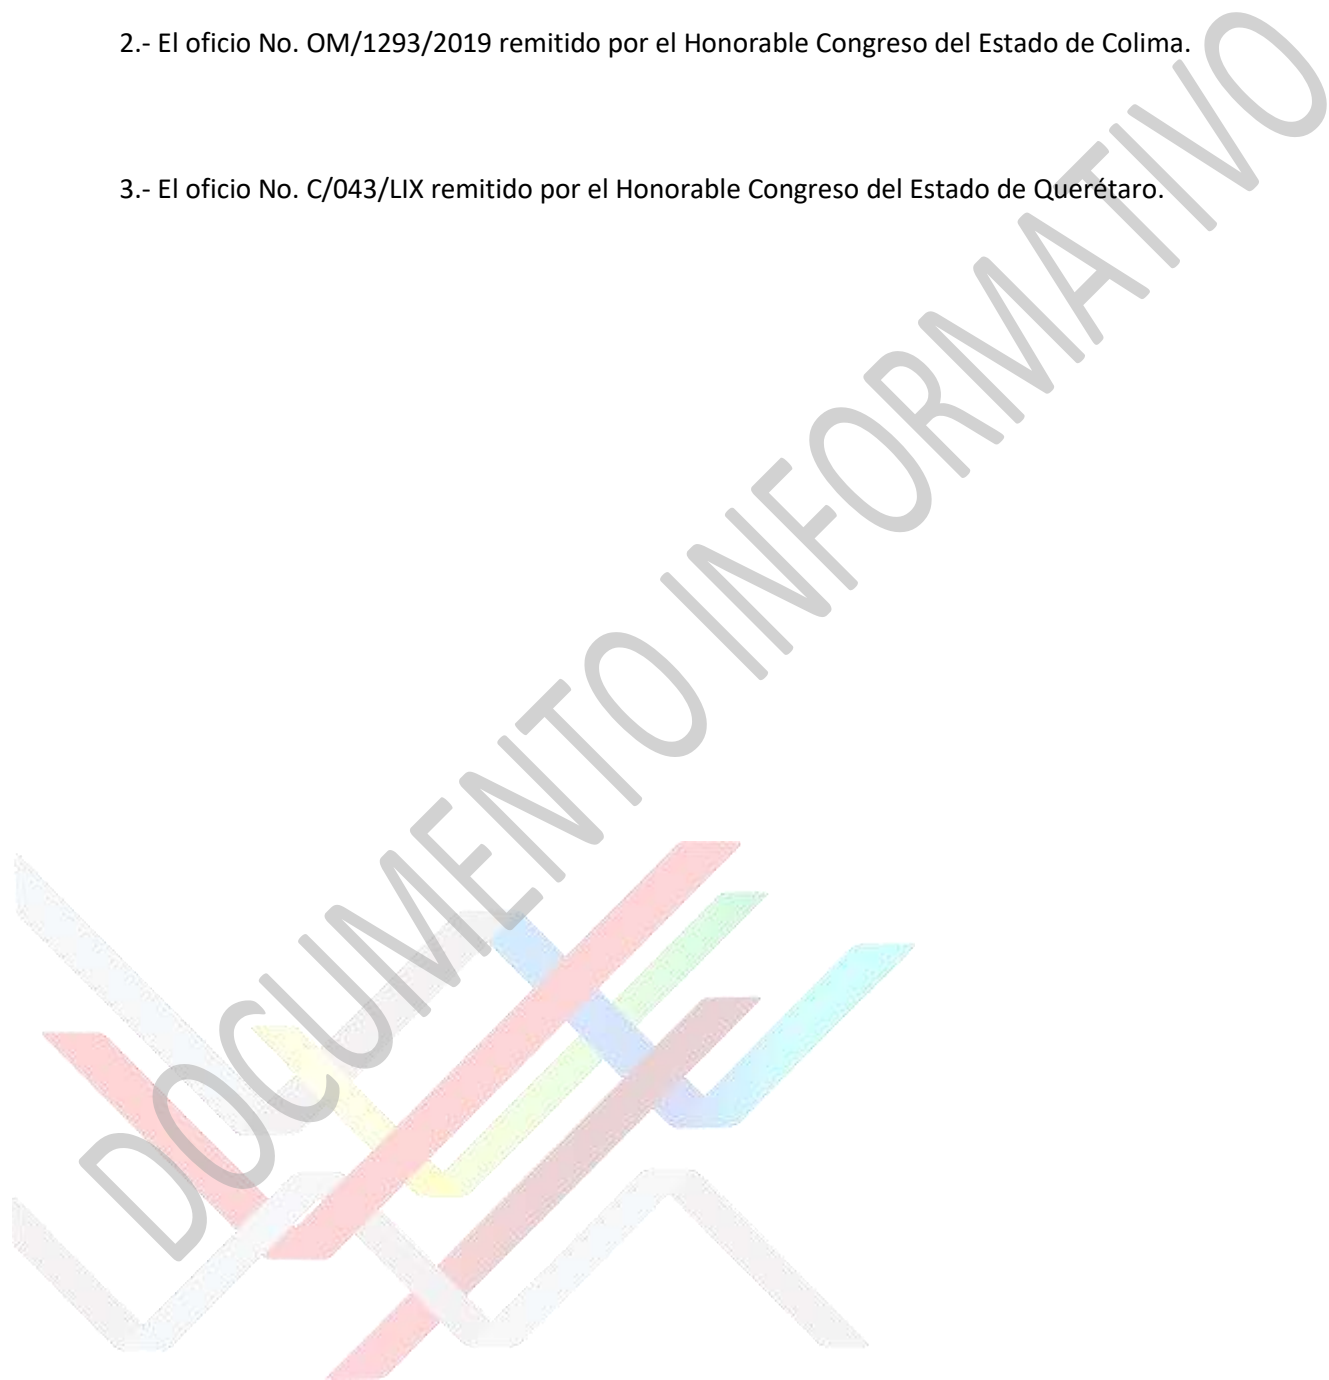 2.- El oficio No. OM/1293/2019 remitido por el Honorable Congreso del Estado de Colima.
3.- El oficio No. C/043/LIX remitido por el Honorable Congreso del Estado de Querétaro.
DOCUMENTO INFORMATIVO